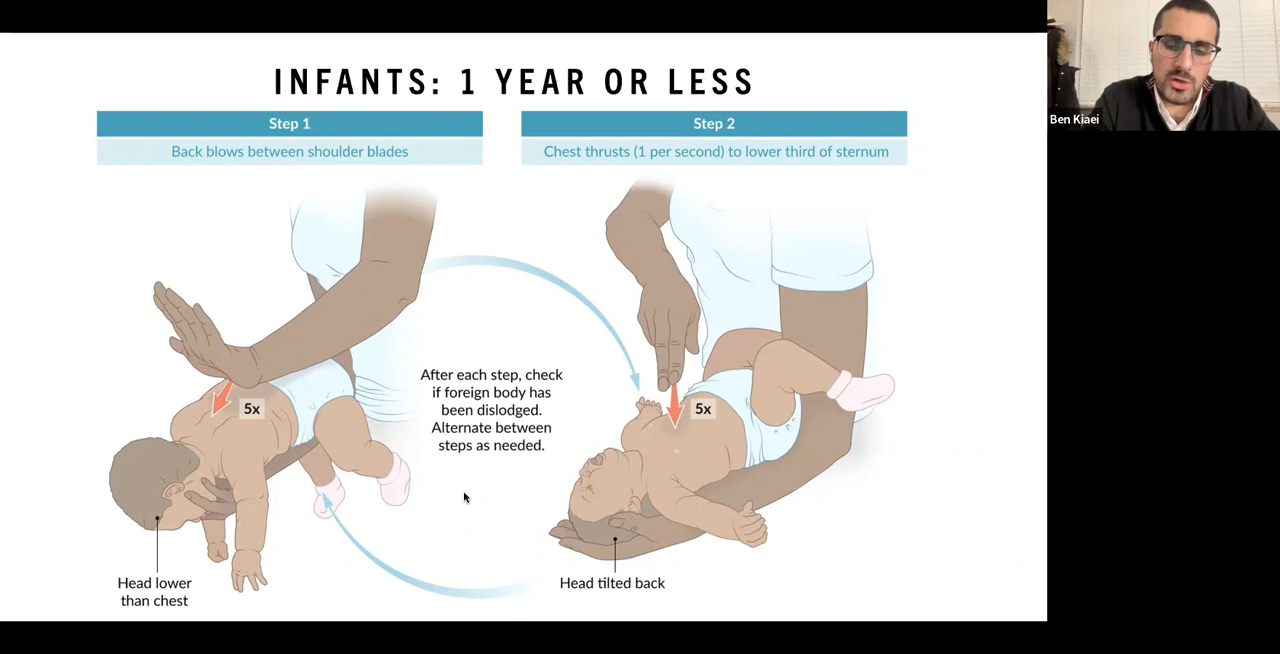 INFANTS: 1 YEAR OR LESS
Step 1
Back blows between shoulder blades
Step 2
Chest thrusts (1 per second) to lower third of sternum
5x
After each step, check
if foreign body has
been dislodged.
Alternate between
steps as needed.
5x
Head lower
than chest
Head tilted back
Ben Kiaei